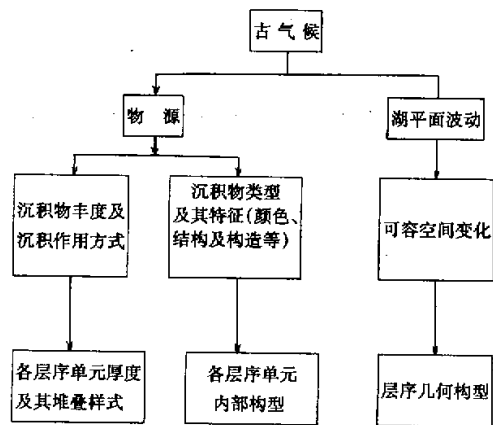 古气候
物 源
湖平面波动
沉积物丰度及
沉积作用方式
沉积物类型
及其特征(颜色、
结构及构造等)
可容空间变化
各层序单元厚度
及其堆叠样式
各层序单元
内部构型
层序几何构型